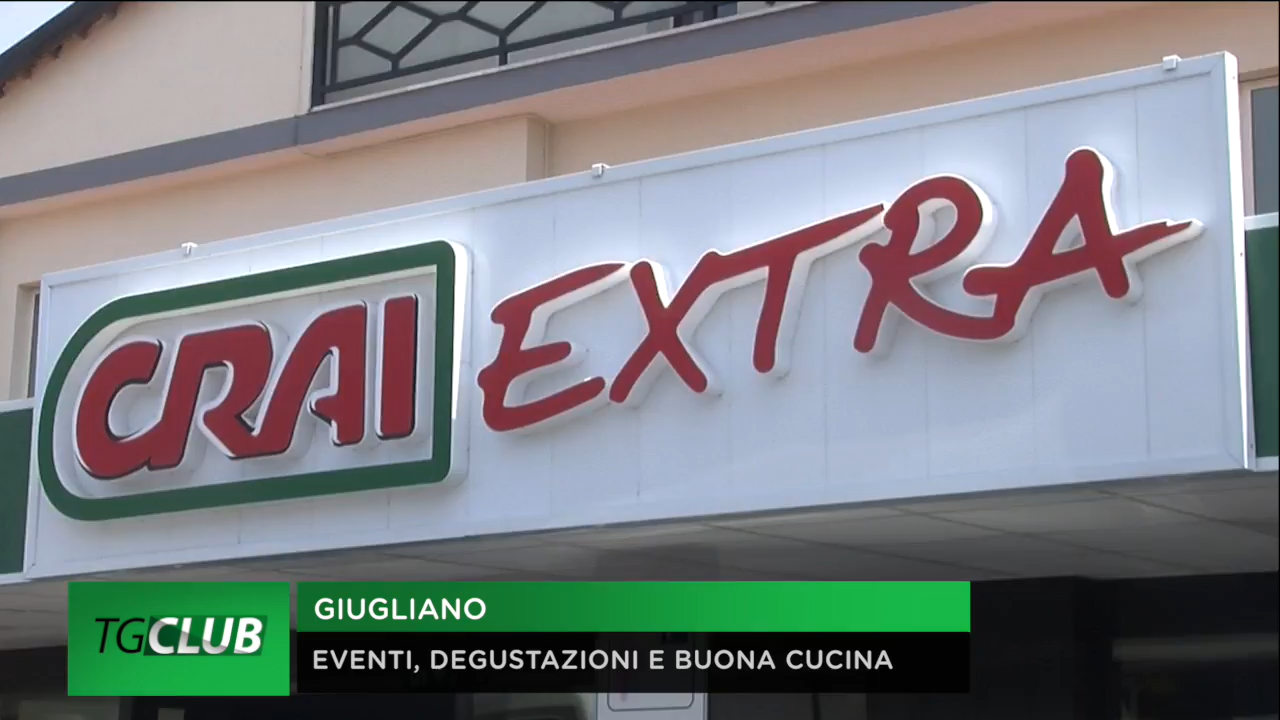 CRAI EXTRA
TGCLUB
GIUGLIANO
EVENTI, DEGUSTAZIONI E BUONA CUCINA